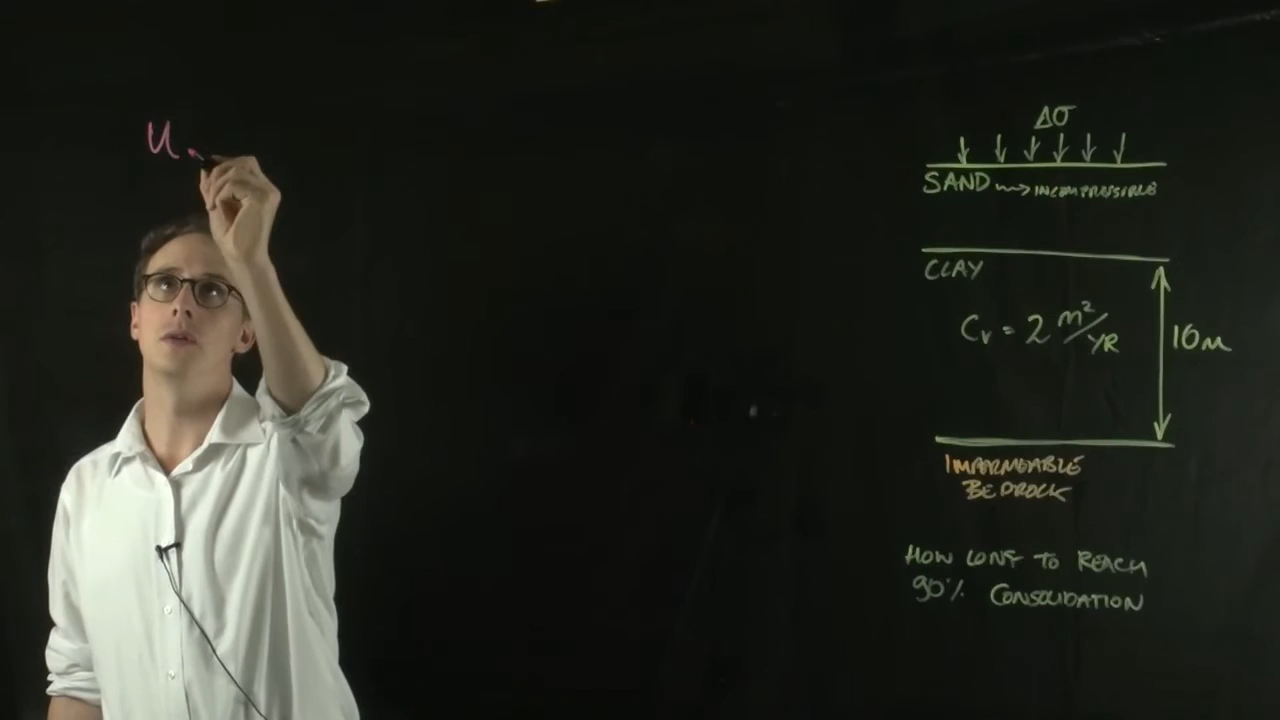 U
Δσ
SAND → INCOMPRESSIBLE
CLAY
Cv = 2 m²/YR
10m
IMPERMEABLE
BEDROCK
HOW LONG TO REACH
90% CONSOLIDATION